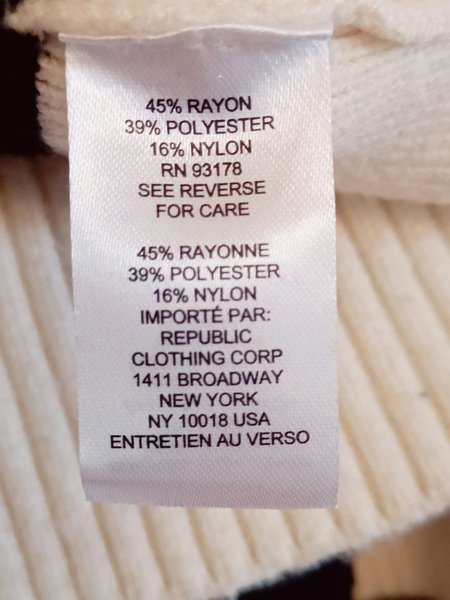 45% RAYON
39% POLYESTER
16% NYLON
RN 93178
SEE REVERSE
FOR CARE
45% RAYONNE
39% POLYESTER
16% NYLON
IMPORTÉ PAR:
REPUBLIC
CLOTHING CORP
1411 BROADWAY
NEW YORK
NY 10018 USA
ENTRETIEN AU VERSO